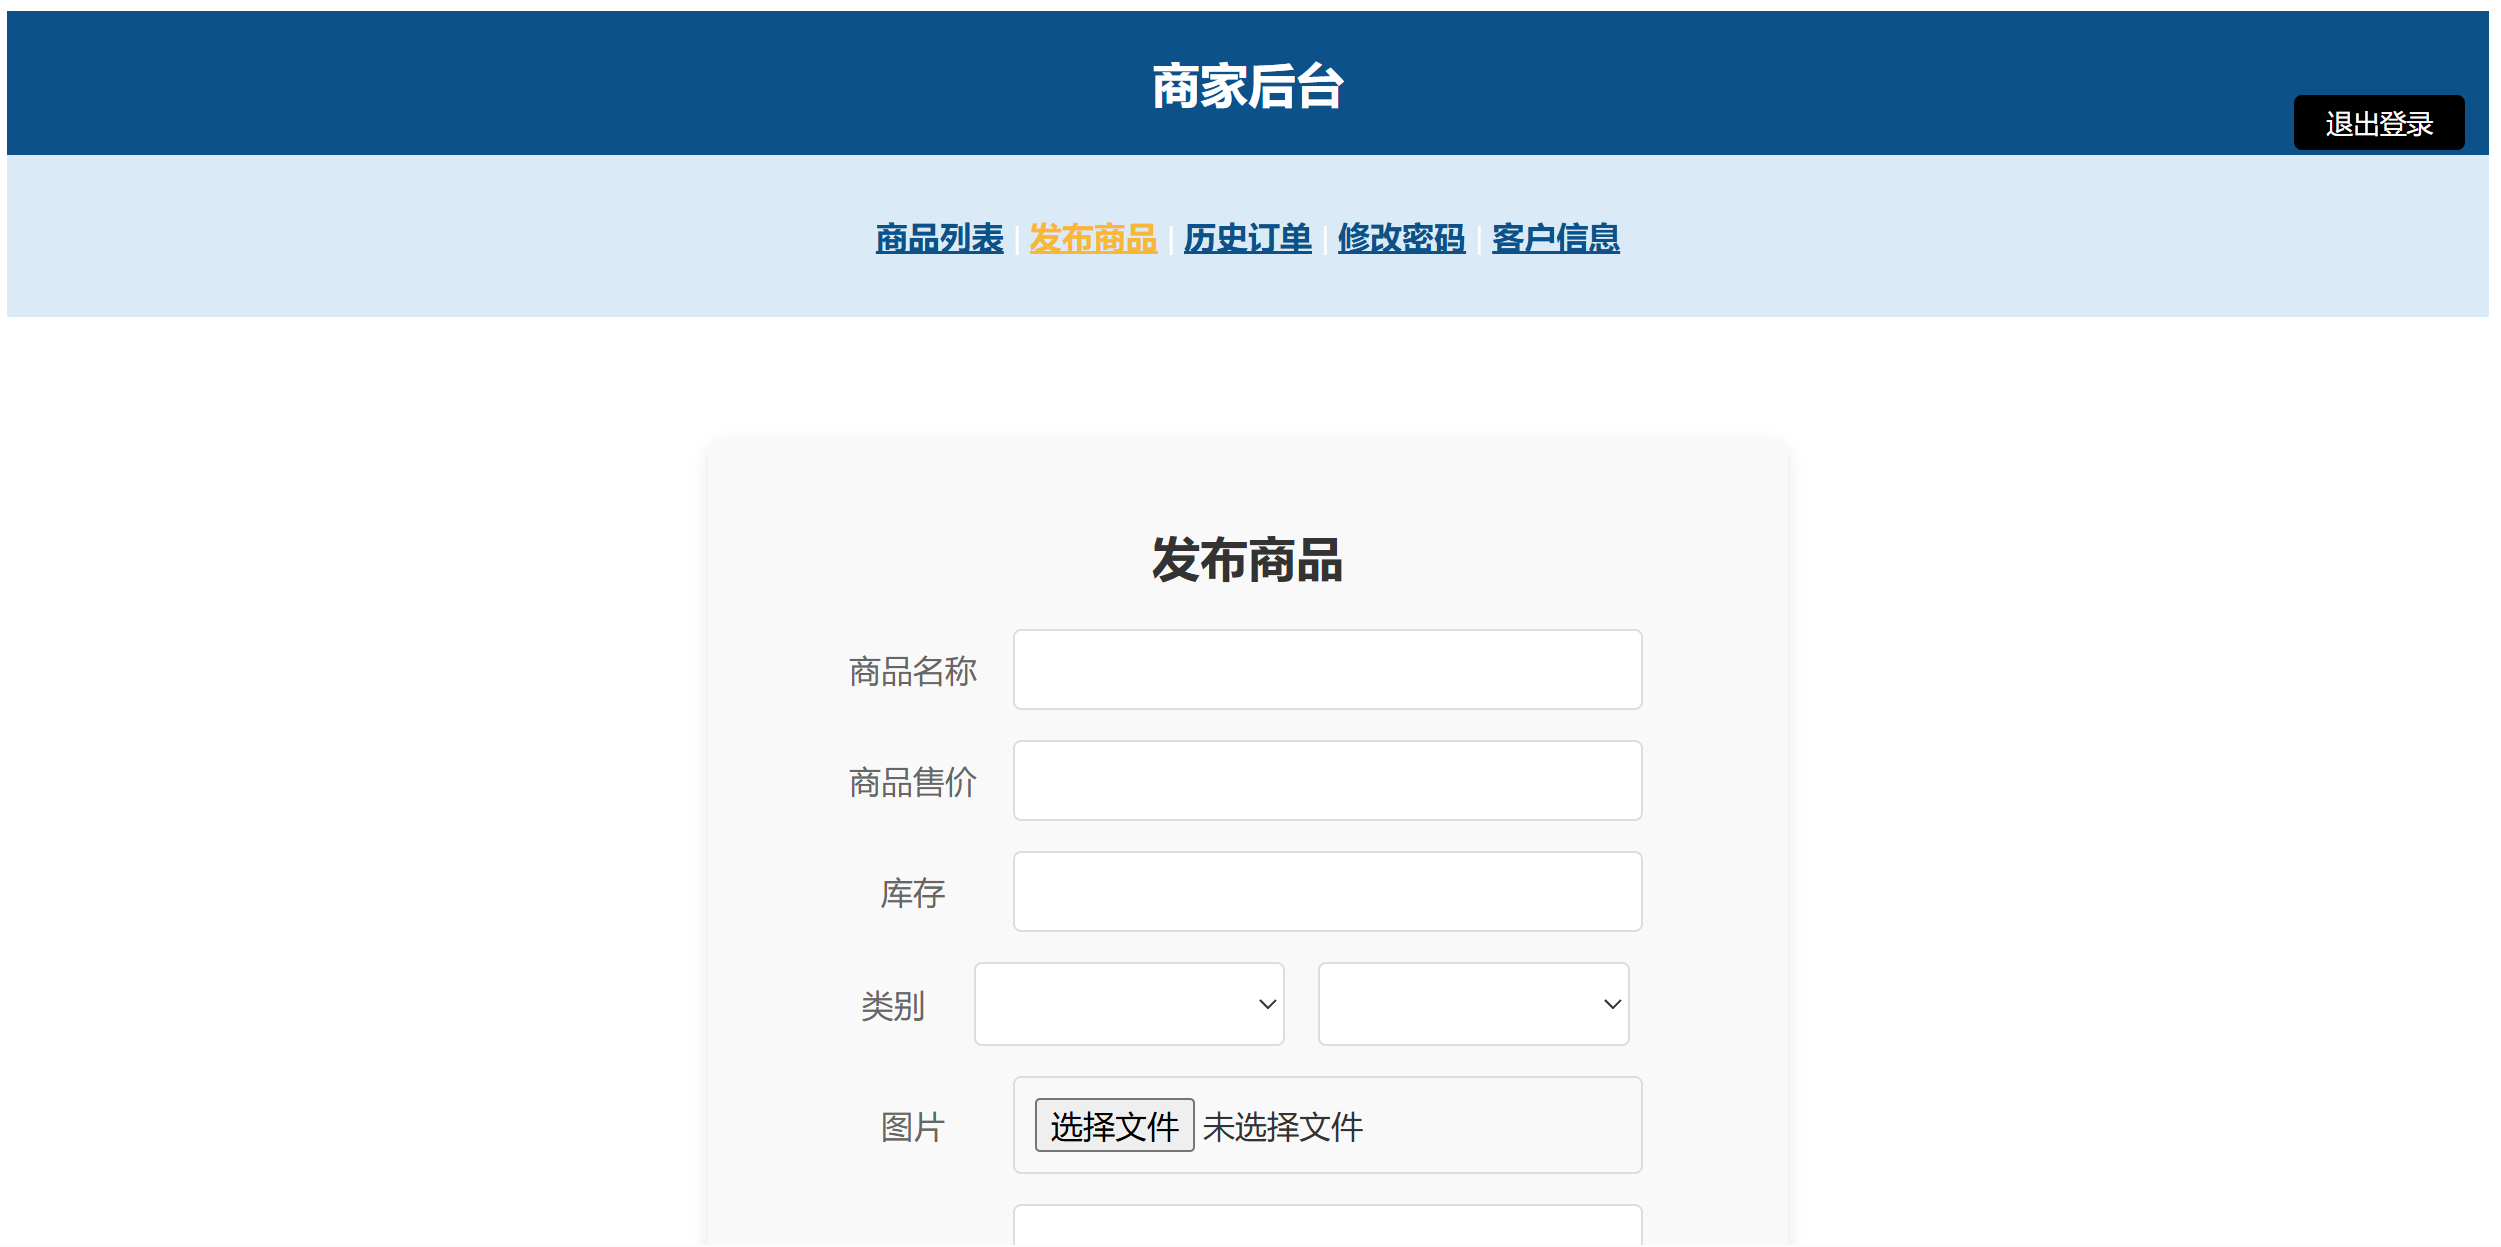 商家后台
退出登录
商品列表 | 发布商品 | 历史订单 | 修改密码 | 客户信息
发布商品
商品名称
商品售价
库存
类别
图片 选择文件 未选择文件